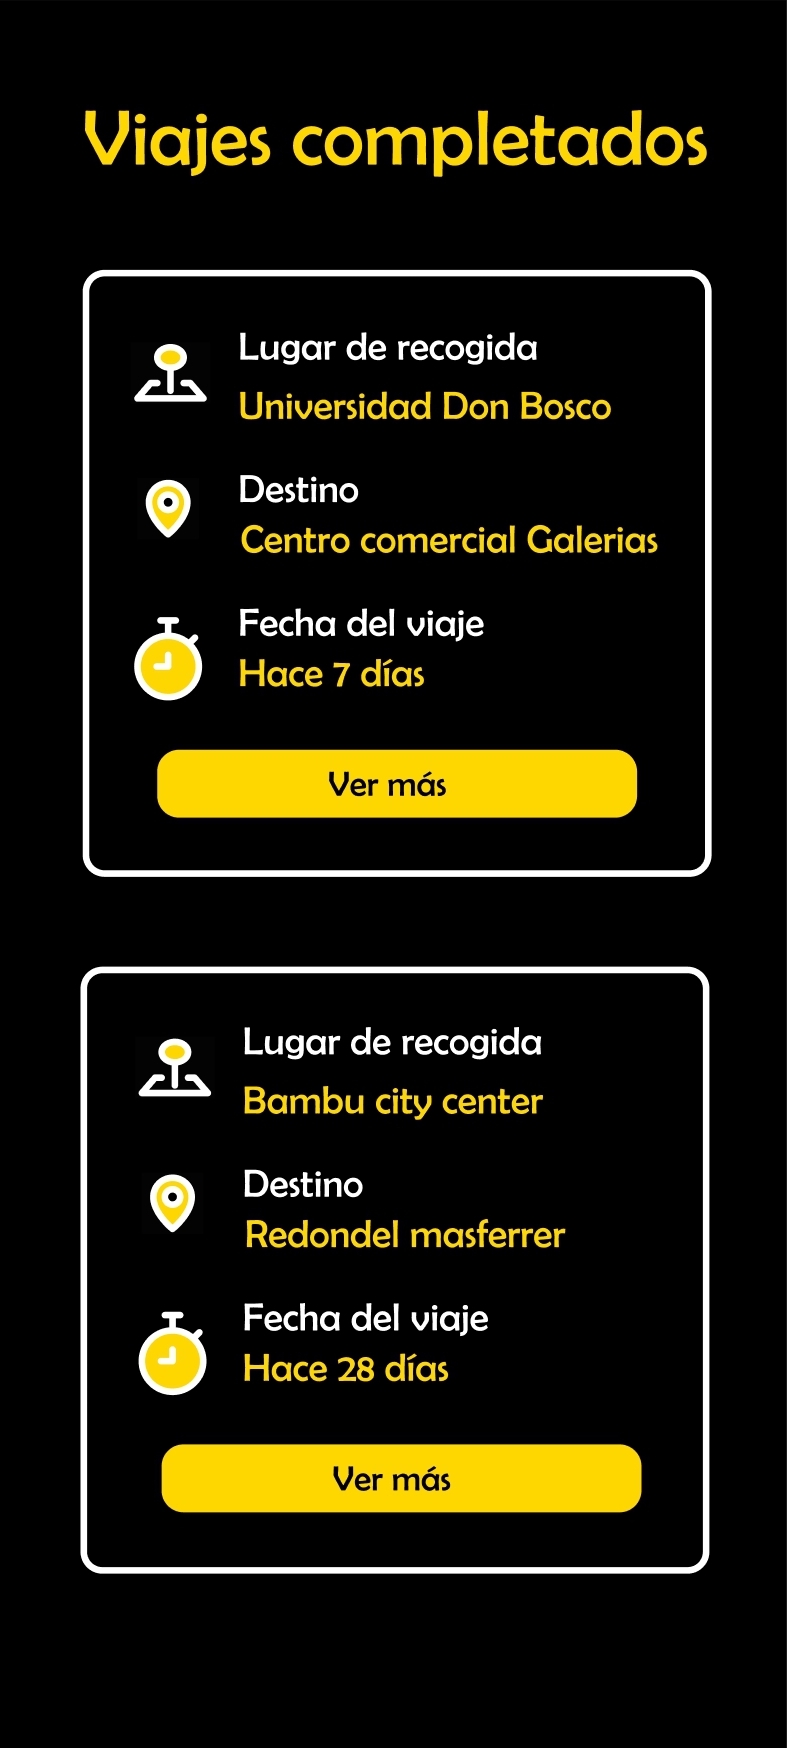 Viajes completados
Lugar de recogida
Universidad Don Bosco
Destino
Centro comercial Galerias
Fecha del viaje
Hace 7 días
Ver más
Lugar de recogida
Bambu city center
Destino
Redondel masferrer
Fecha del viaje
Hace 28 días
Ver más